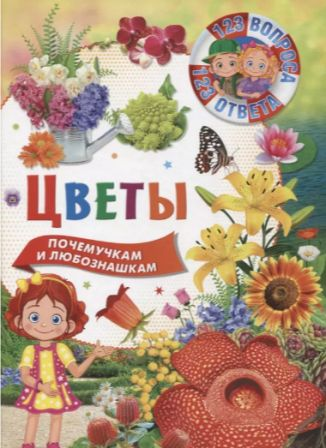 123 ВОПРОСА
123 ОТВЕТА
ЦВЕТЫ
ПОЧЕМУЧКАМ
И ЛЮБОЗНАШКАМ